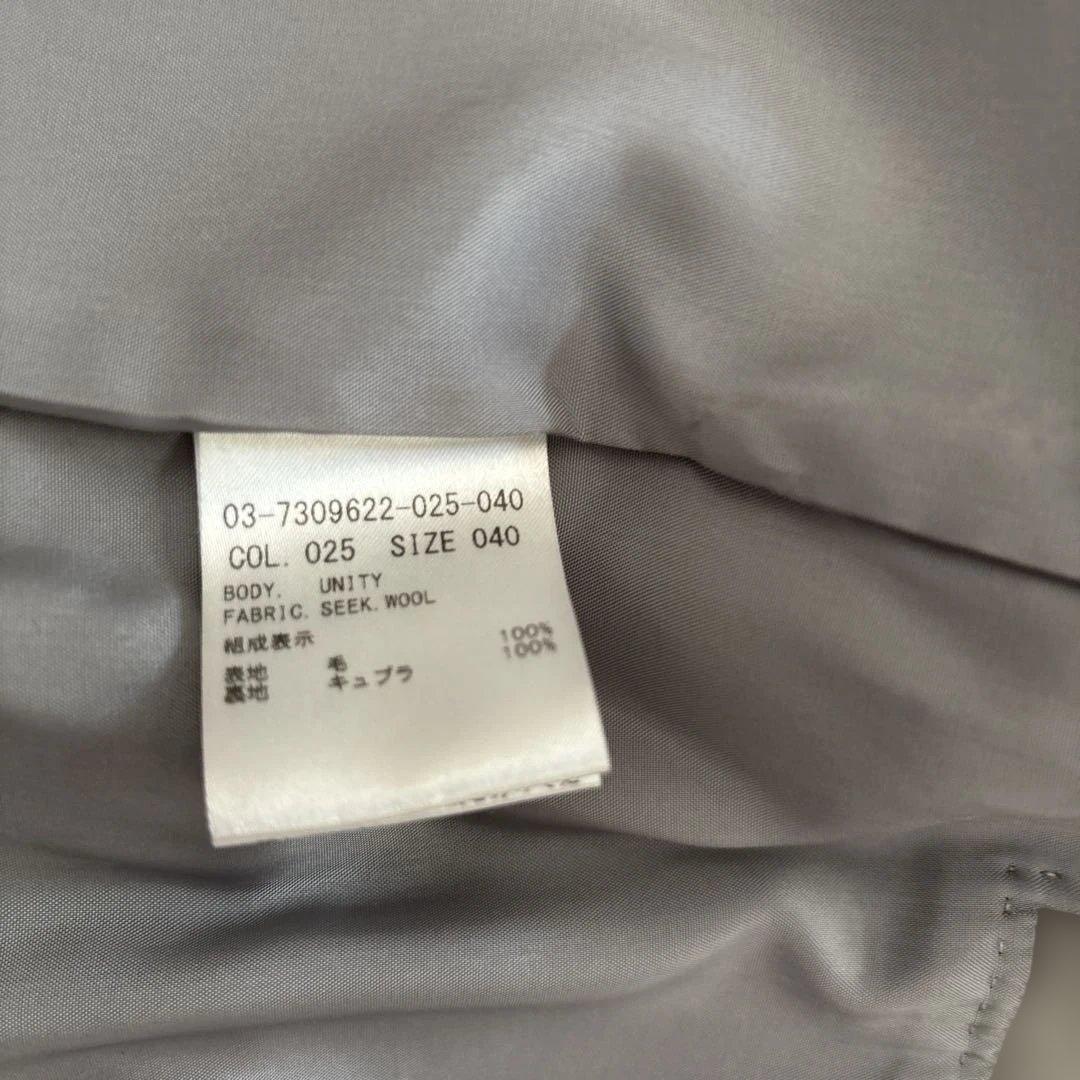 03-7309622-025-040
COL. 025 SIZE 040
BODY. UNITY
FABRIC. SEEK.WOOL
組成表示
表地 毛 100%
裏地 キュプラ 100%